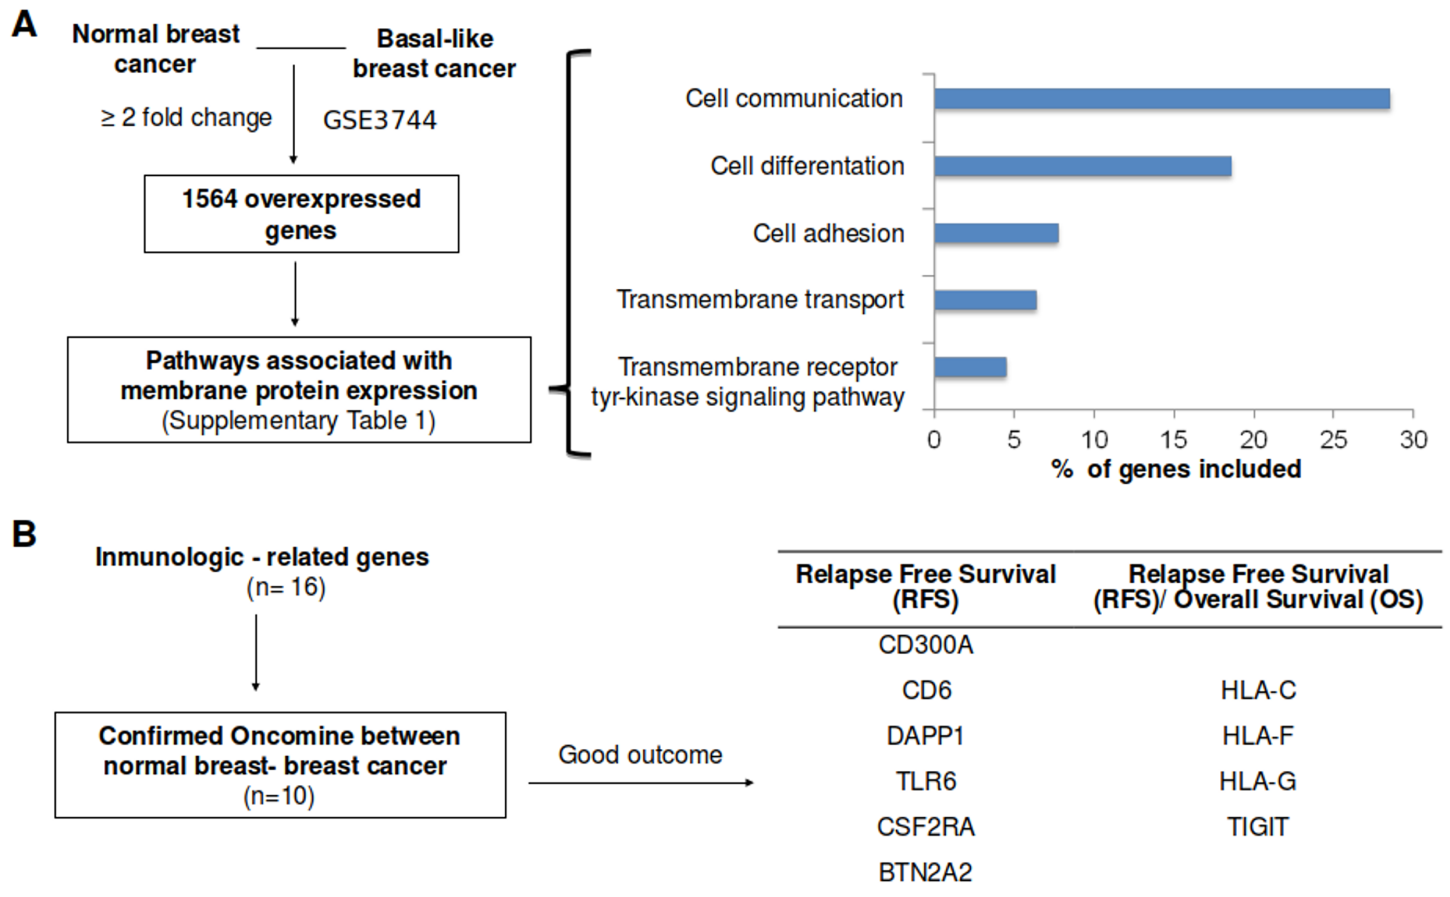 A
Normal breast
cancer
Basal-like
breast cancer
≥ 2 fold change
GSE3744
1564 overexpressed
genes
Pathways associated with
membrane protein expression
(Supplementary Table 1)
Cell communication
Cell differentation
Cell adhesion
Transmembrane transport
Transmembrane receptor
tyr-kinase signaling pathway
0 5 10 15 20 25 30
% of genes included
B
Inmunologic - related genes
(n= 16)
Confirmed Oncomine between
normal breast- breast cancer
(n=10)
Good outcome
Relapse Free Survival
(RFS)
Relapse Free Survival
(RFS)/ Overall Survival (OS)
CD300A
CD6 HLA-C
DAPP1 HLA-F
TLR6 HLA-G
CSF2RA TIGIT
BTN2A2